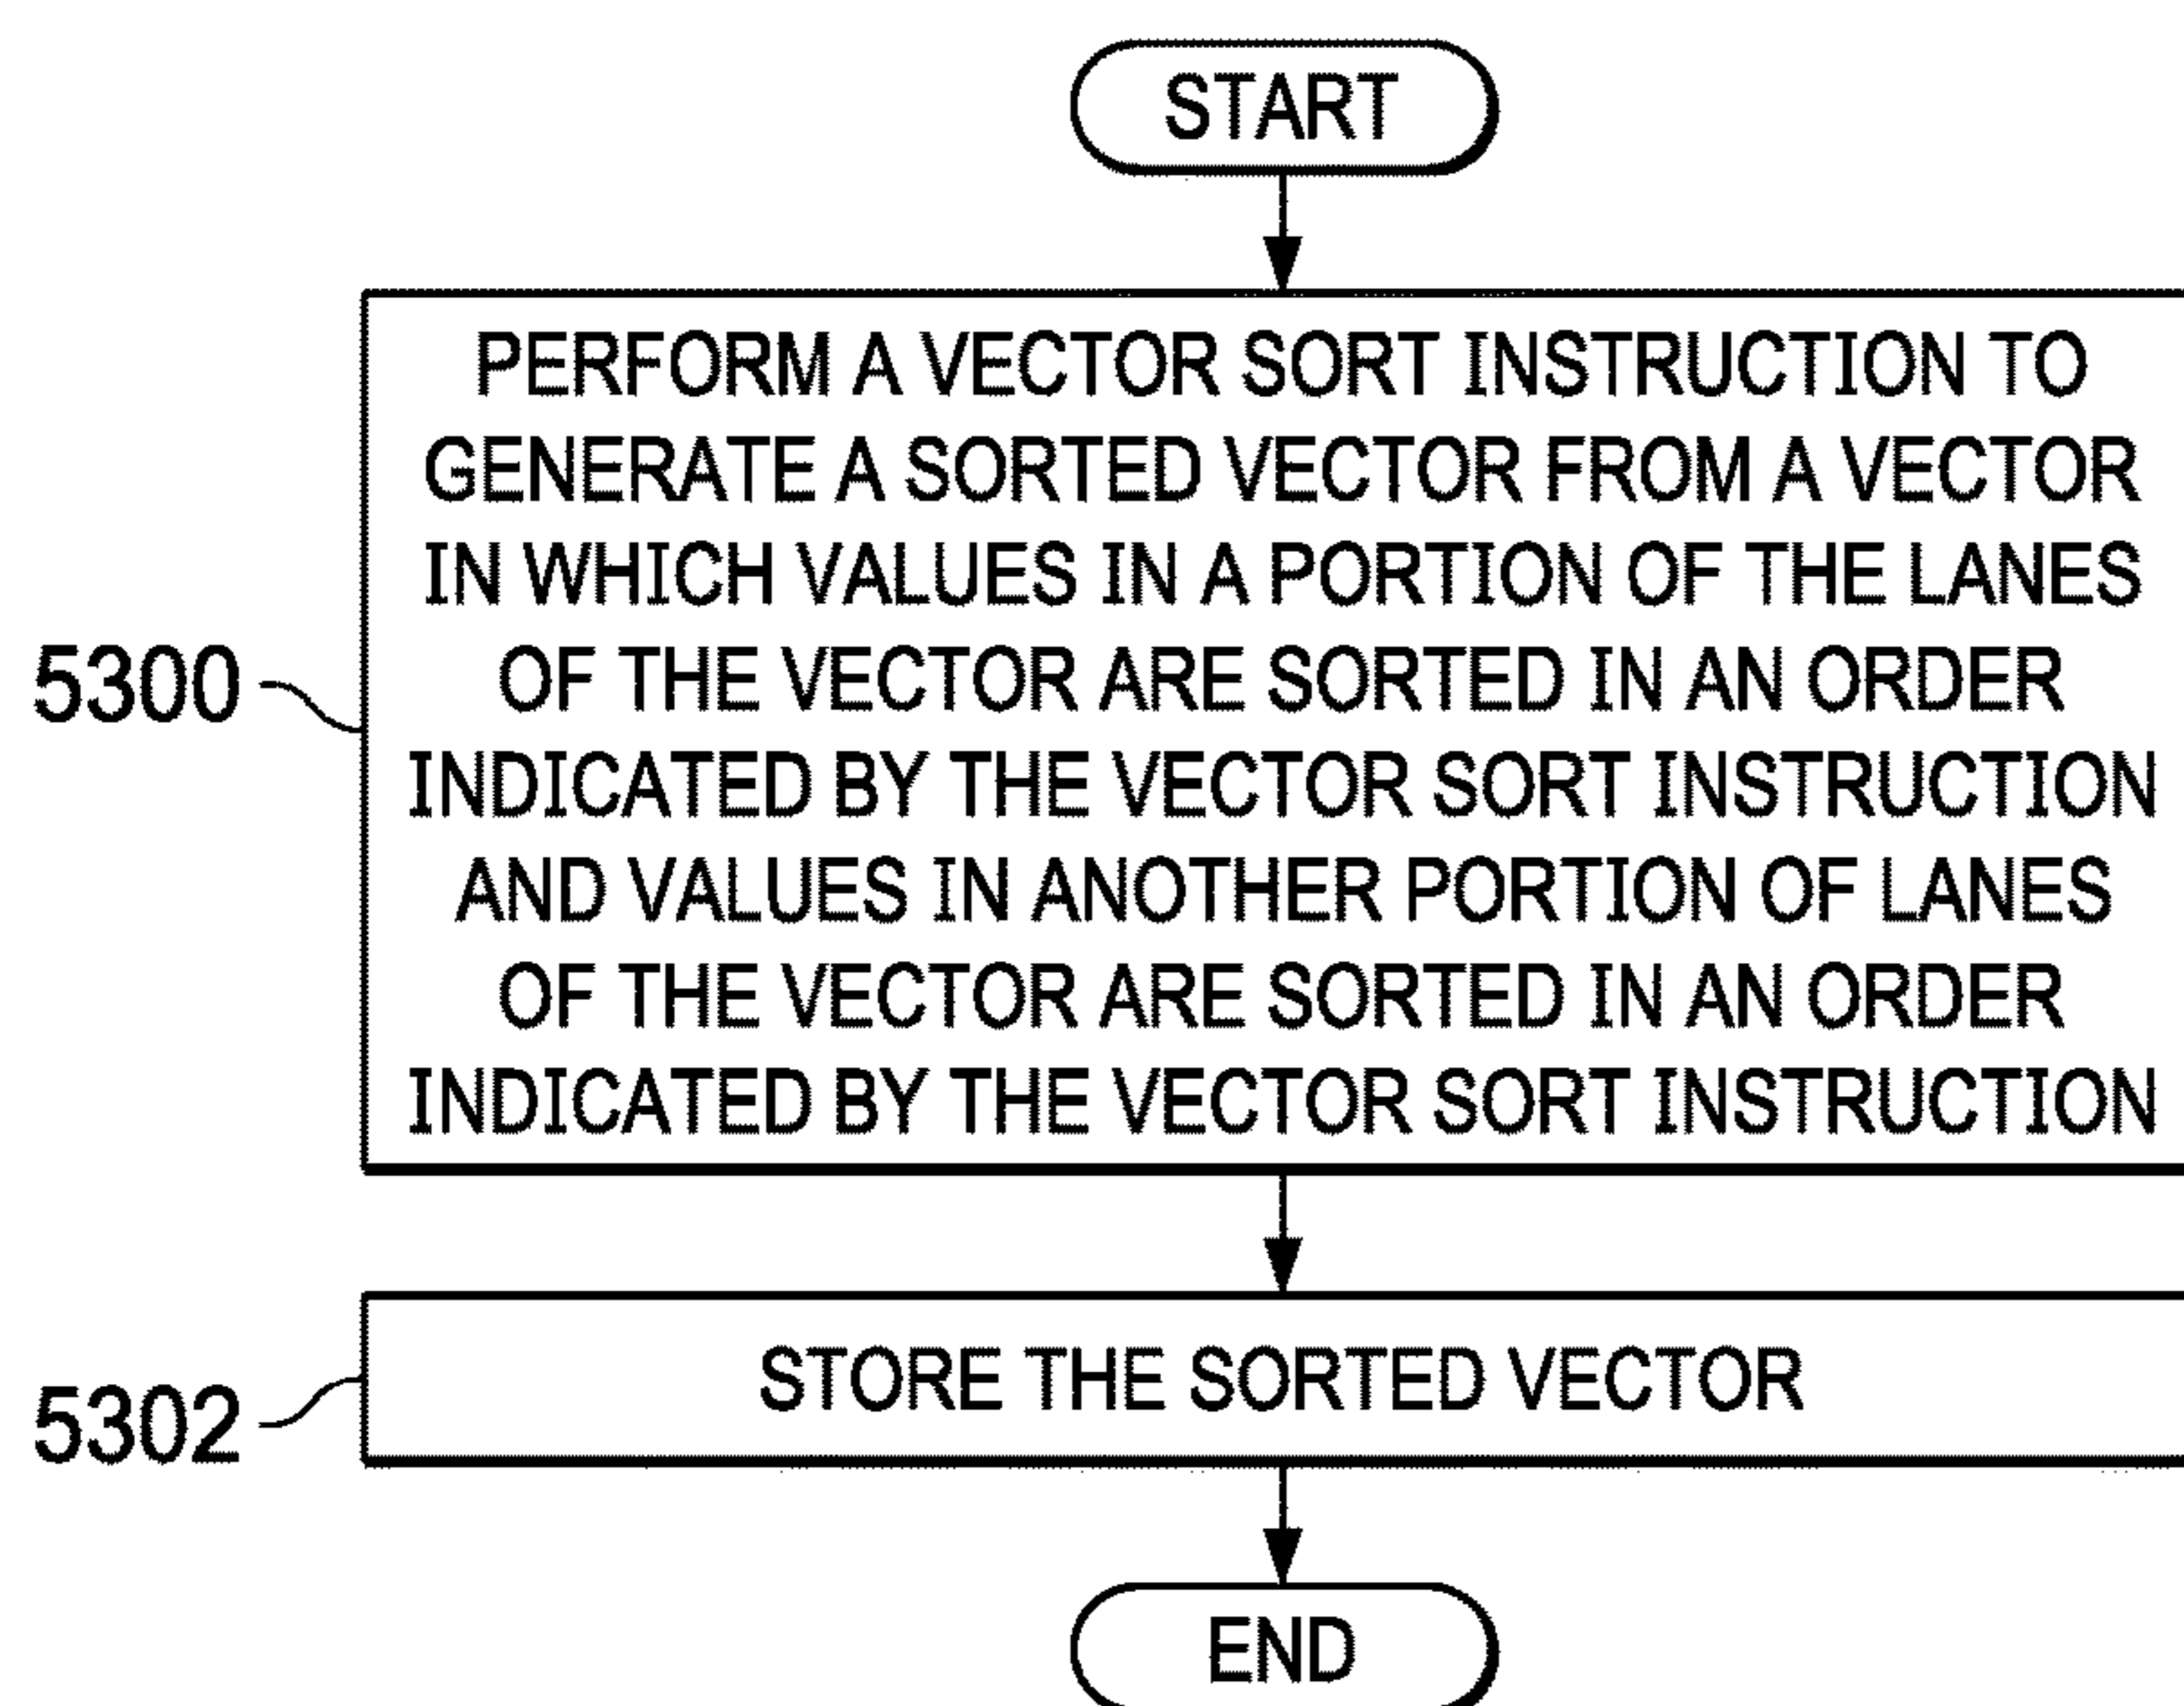 START
PERFORM A VECTOR SORT INSTRUCTION TO
GENERATE A SORTED VECTOR FROM A VECTOR
IN WHICH VALUES IN A PORTION OF THE LANES
OF THE VECTOR ARE SORTED IN AN ORDER
5300
INDICATED BY THE VECTOR SORT INSTRUCTION
AND VALUES IN ANOTHER PORTION OF LANES
OF THE VECTOR ARE SORTED IN AN ORDER
INDICATED BY THE VECTOR SORT INSTRUCTION
STORE THE SORTED VECTOR
5302
END